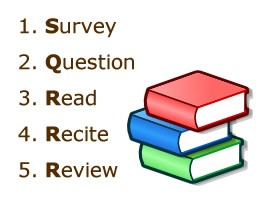 1. Survey
2. Question
3. Read
4. Recite
5. Review